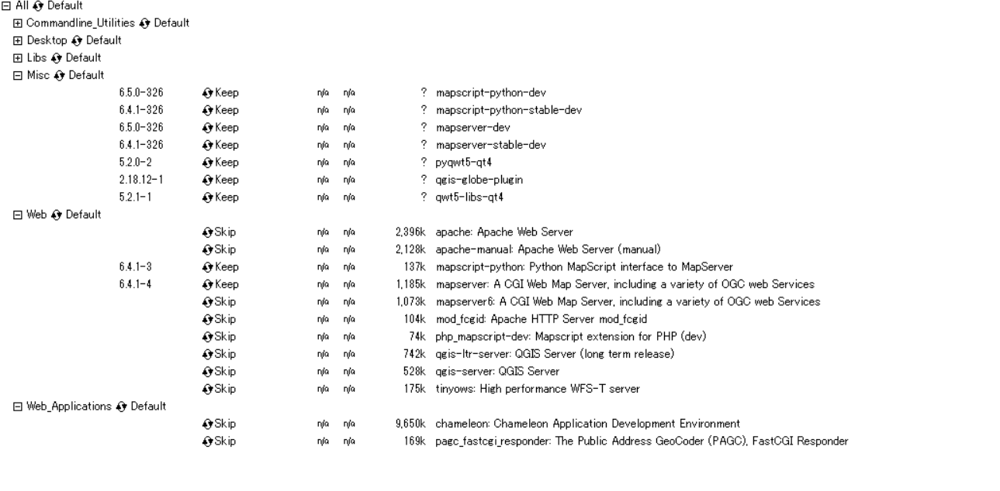 All Default
Commandline_Utilities Default
Desktop Default
Libs Default
Misc Default
6.5.0-326 Keep n/a n/a ? mapscript-python-dev
6.4.1-326 Keep n/a n/a ? mapscript-python-stable-dev
6.5.0-326 Keep n/a n/a ? mapserver-dev
6.4.1-326 Keep n/a n/a ? mapserver-stable-dev
5.2.0-2 Keep n/a n/a ? pyqwt5-qt4
2.18.12-1 Keep n/a n/a ? qgis-globe-plugin
5.2.1-1 Keep n/a n/a ? qwt5-libs-qt4
Web Default
Skip n/a n/a 2,396k apache: Apache Web Server
Skip n/a n/a 2,128k apache-manual: Apache Web Server (manual)
6.4.1-3 Keep n/a n/a 137k mapscript-python: Python MapScript interface to MapServer
6.4.1-4 Keep n/a n/a 1,185k mapserver: A CGI Web Map Server, including a variety of OGC web Services
Skip n/a n/a 1,073k mapserver6: A CGI Web Map Server, including a variety of OGC web Services
Skip n/a n/a 104k mod_fcgid: Apache HTTP Server mod_fcgid
Skip n/a n/a 74k php_mapscript-dev: Mapscript extension for PHP (dev)
Skip n/a n/a 742k qgis-ltr-server: QGIS Server (long term release)
Skip n/a n/a 528k qgis-server: QGIS Server
Skip n/a n/a 175k tinyows: High performance WFS-T server
Web_Applications Default
Skip n/a n/a 9,650k chameleon: Chameleon Application Development Environment
Skip n/a n/a 169k pagc_fastcgi_responder: The Public Address GeoCoder (PAGC), FastCGI Responder